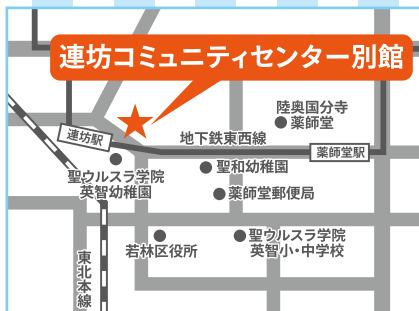 連坊コミュニティセンター別館
陸奥国分寺
薬師堂
連坊駅
地下鉄東西線
薬師堂駅
聖ウルスラ学院
英智幼稚園
聖和幼稚園
薬師堂郵便局
若林区役所
聖ウルスラ学院
英智小・中学校
東北本線